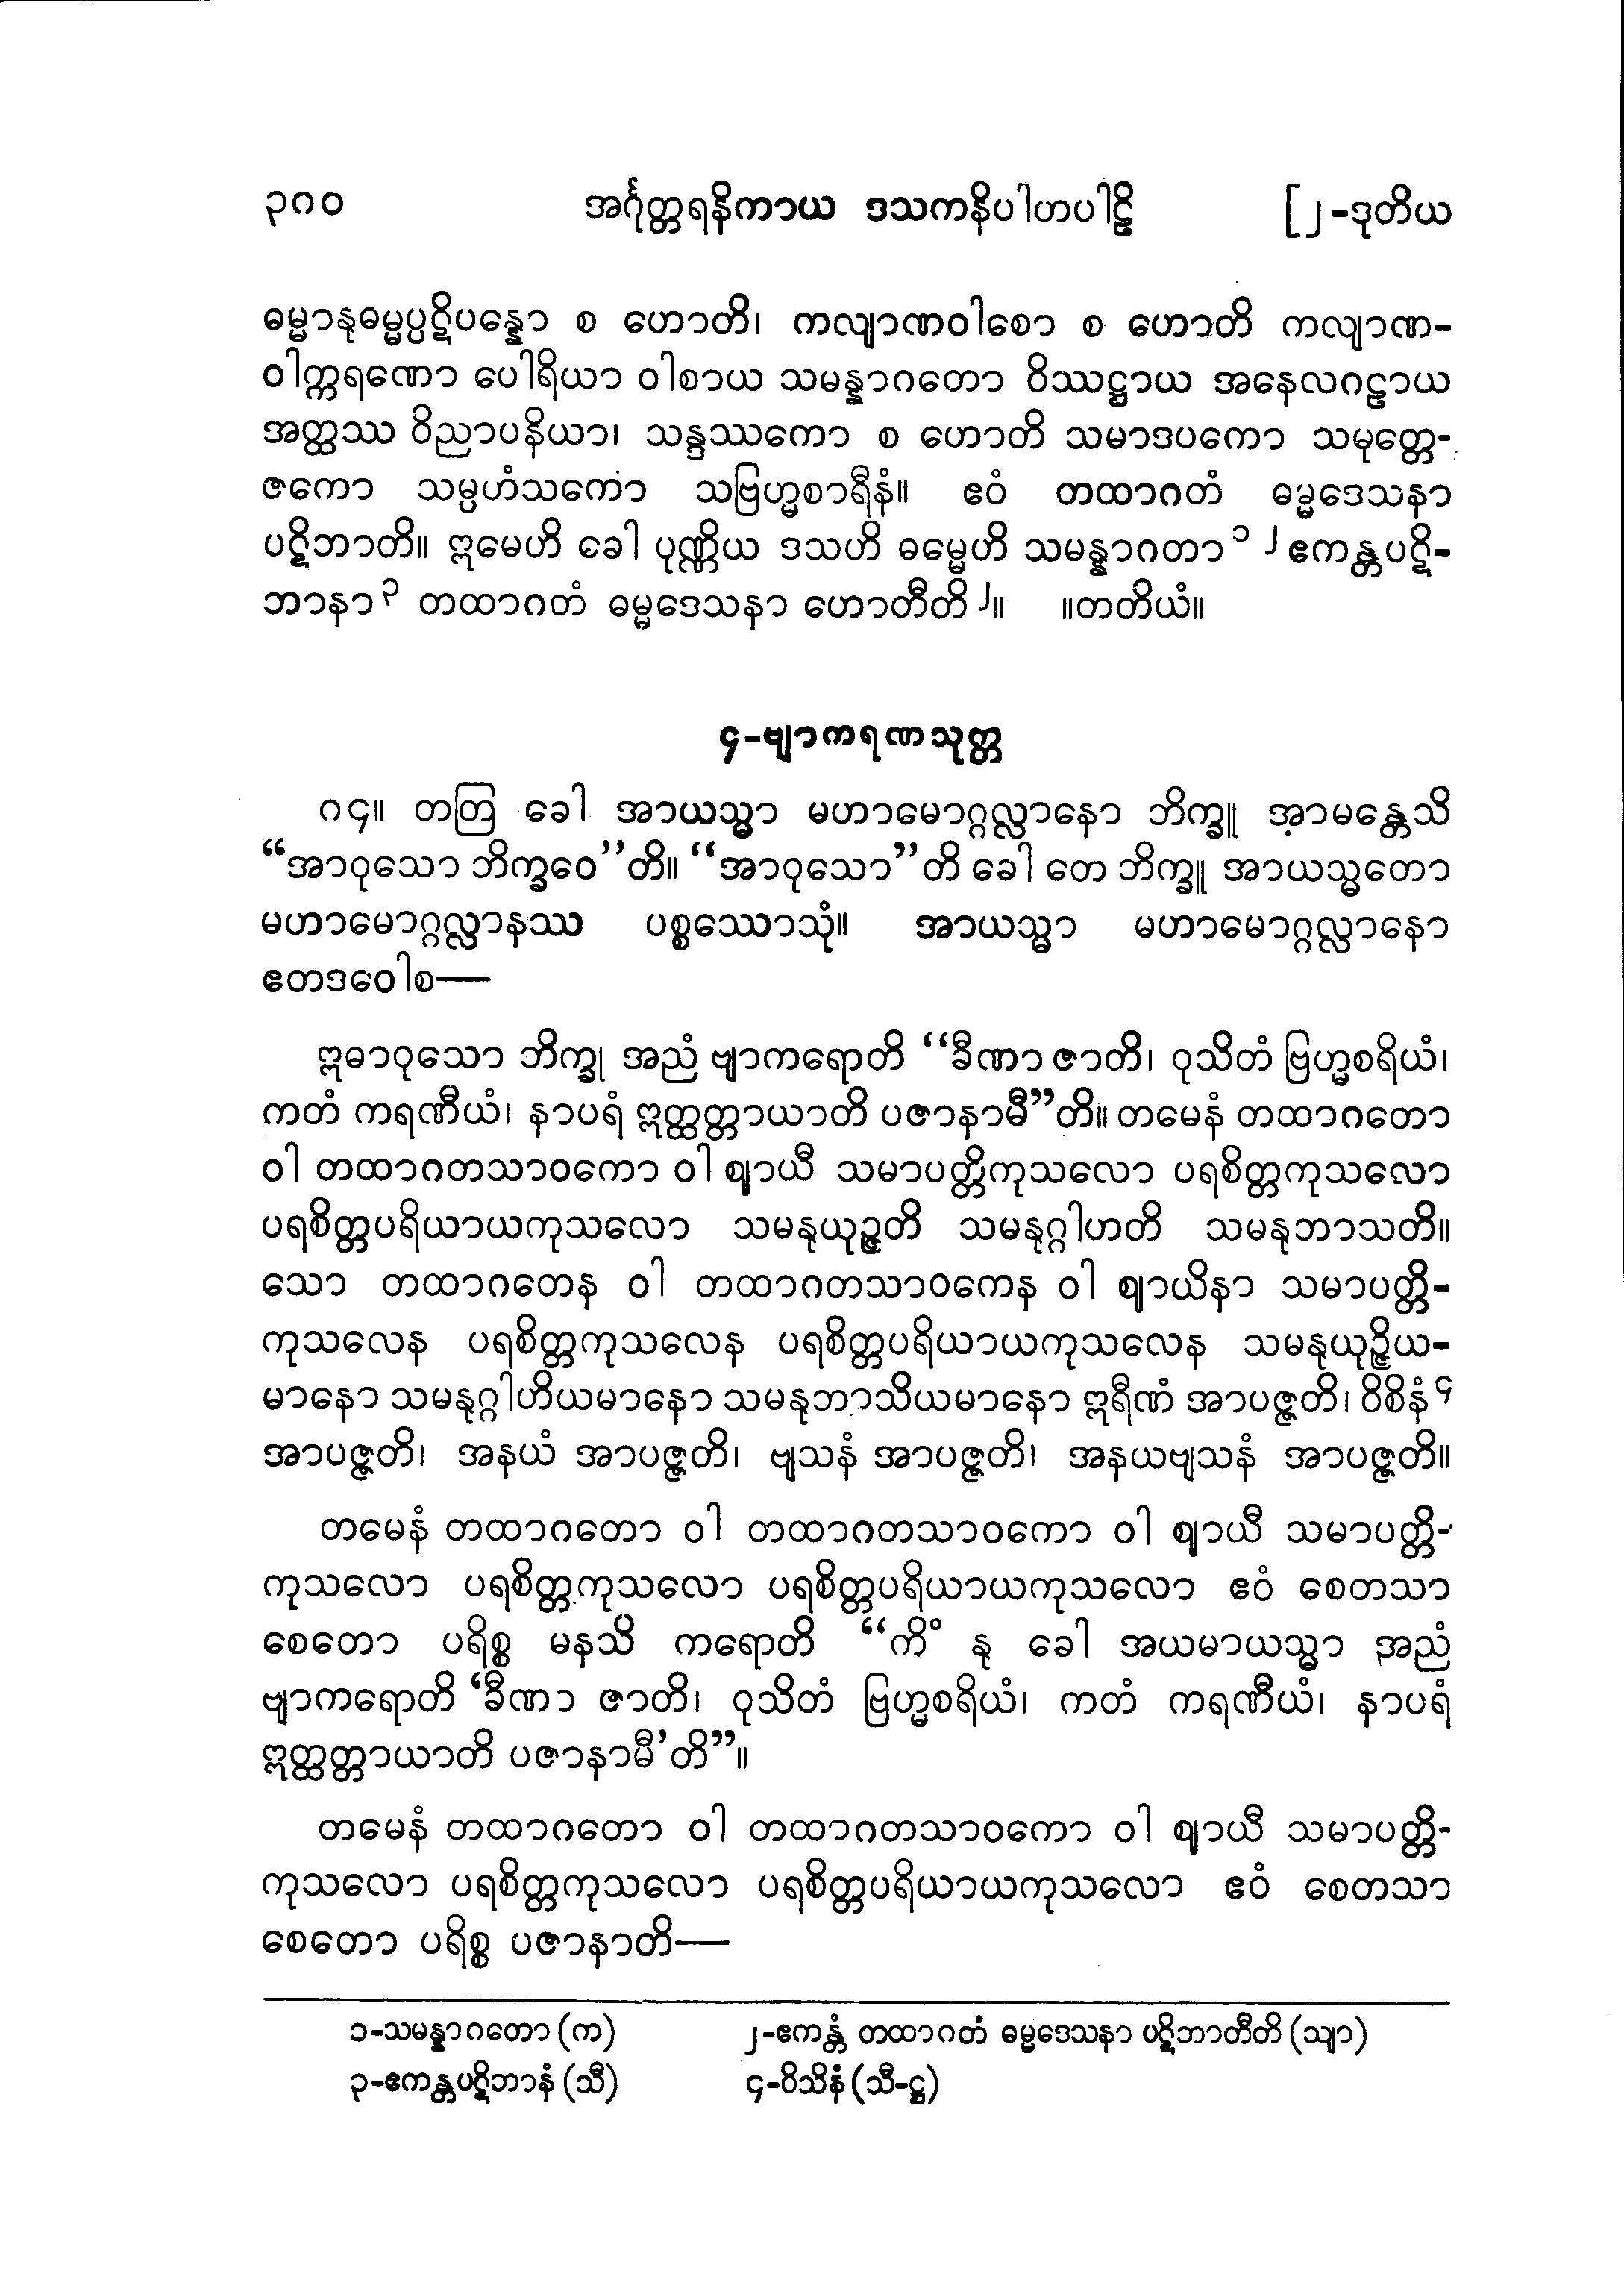 ၃၈၀ အင်္ဂုတ္တရနိကာယ ဒသကနိပါတပါဠိ [၂-ဒုတိယ
ဓမ္မာနုဓမ္မပ္ပဋိပန္နော စ ဟောတိ၊ ကလျာဏဝါစော စ ဟောတိ ကလျာဏ-
ဝါက္ကရဏော ပေါရိယာ ဝါစာယ သမန္နာဂတော ဝိဿဋ္ဌာယ အနေလဂဠာယ
အတ္ထဿ ဝိညာပနိယာ၊ သန္ဒဿကော စ ဟောတိ သမာဒပကော သမုတ္တေ-
ဇကော သမ္ပဟံသကော သဗြဟ္မစာရီနံ။ ဧဝံ တထာဂတံ ဓမ္မဒေသနာ
ပဋိဘာတိ။ ဣမေဟိ ခေါ ပုဏ္ဏိယ ဒသဟိ ဓမ္မေဟိ သမန္နာဂတာ ၁ ၂ ဧကန္တပဋိ-
ဘာနာ ၃ တထာဂတံ ဓမ္မဒေသနာ ဟောတီတိ ၂။ ။တတိယံ။
၄-ဗျာကရဏသုတ္တ
၈၄။ တတြ ခေါ အာယသ္မာ မဟာမောဂ္ဂလ္လာနော ဘိက္ခူ အာမန္တေသိ
“အာဝုသော ဘိက္ခဝေ”တိ။ “အာဝုသော”တိ ခေါ တေ ဘိက္ခူ အာယသ္မတော
မဟာမောဂ္ဂလ္လာနဿ ပစ္စဿောသုံ။ အာယသ္မာ မဟာမောဂ္ဂလ္လာနော
ဧတဒဝေါစ—
ဣဓာဝုသော ဘိက္ခု အညံ ဗျာကရောတိ “ခီဏာ ဇာတိ၊ ဝုသိတံ ဗြဟ္မစရိယံ၊
ကတံ ကရဏီယံ၊ နာပရံ ဣတ္ထတ္တာယာတိ ပဇာနာမီ”တိ။ တမေနံ တထာဂတော
ဝါ တထာဂတသာဝကော ဝါ ဈာယီ သမာပတ္တိကုသလော ပရစိတ္တကုသလော
ပရစိတ္တပရိယာယကုသလော သမနုယုဉ္ဇတိ သမနုဂ္ဂါဟတိ သမနုဘာသတိ။
သော တထာဂတေန ဝါ တထာဂတသာဝကေန ဝါ ဈာယိနာ သမာပတ္တိ-
ကုသလေန ပရစိတ္တကုသလေန ပရစိတ္တပရိယာယကုသလေန သမနုယုဉ္ဇိယ-
မာနော သမနုဂ္ဂါဟိယမာနော သမနုဘာသိယမာနော ဣရီဏံ အာပဇ္ဇတိ၊ ဝိစိနံ ၄
အာပဇ္ဇတိ၊ အနယံ အာပဇ္ဇတိ၊ ဗျသနံ အာပဇ္ဇတိ၊ အနယဗျသနံ အာပဇ္ဇတိ။
တမေနံ တထာဂတော ဝါ တထာဂတသာဝကော ဝါ ဈာယီ သမာပတ္တိ-
ကုသလော ပရစိတ္တကုသလော ပရစိတ္တပရိယာယကုသလော ဧဝံ စေတသာ
စေတော ပရိစ္စ မနသိ ကရောတိ “ကိံ နု ခေါ အယမာယသ္မာ အညံ
ဗျာကရောတိ ‘ခီဏာ ဇာတိ၊ ဝုသိတံ ဗြဟ္မစရိယံ၊ ကတံ ကရဏီယံ၊ နာပရံ
ဣတ္ထတ္တာယာတိ ပဇာနာမီ’တိ”။
တမေနံ တထာဂတော ဝါ တထာဂတသာဝကော ဝါ ဈာယီ သမာပတ္တိ-
ကုသလော ပရစိတ္တကုသလော ပရစိတ္တပရိယာယကုသလော ဧဝံ စေတသာ
စေတော ပရိစ္စ ပဇာနာတိ—
၁-သမန္နာဂတော (က) ၂-ဧကန္တံ တထာဂတံ ဓမ္မဒေသနာ ပဋိဘာတီတိ (သျာ)
၃-ဧကန္တပဋိဘာနံ (သီ) ၄-ဝိသိနံ (သီ-ဋ္ဌ)